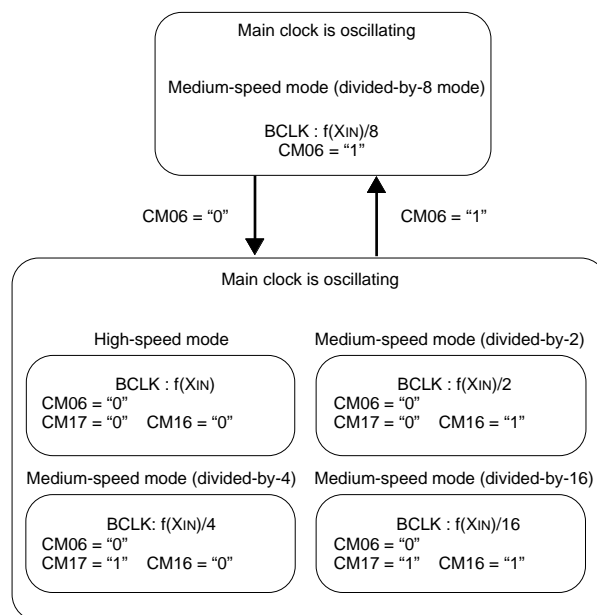 Main clock is oscillating
Medium-speed mode (divided-by-8 mode)
BCLK : f(XIN)/8
CM06 = “1”
CM06 = “0”
CM06 = “1”
Main clock is oscillating
High-speed mode
BCLK : f(XIN)
CM06 = “0”
CM17 = “0” CM16 = “0”
Medium-speed mode (divided-by-2)
BCLK : f(XIN)/2
CM06 = “0”
CM17 = “0” CM16 = “1”
Medium-speed mode (divided-by-4)
BCLK: f(XIN)/4
CM06 = “0”
CM17 = “1” CM16 = “0”
Medium-speed mode (divided-by-16)
BCLK : f(XIN)/16
CM06 = “0”
CM17 = “1” CM16 = “1”